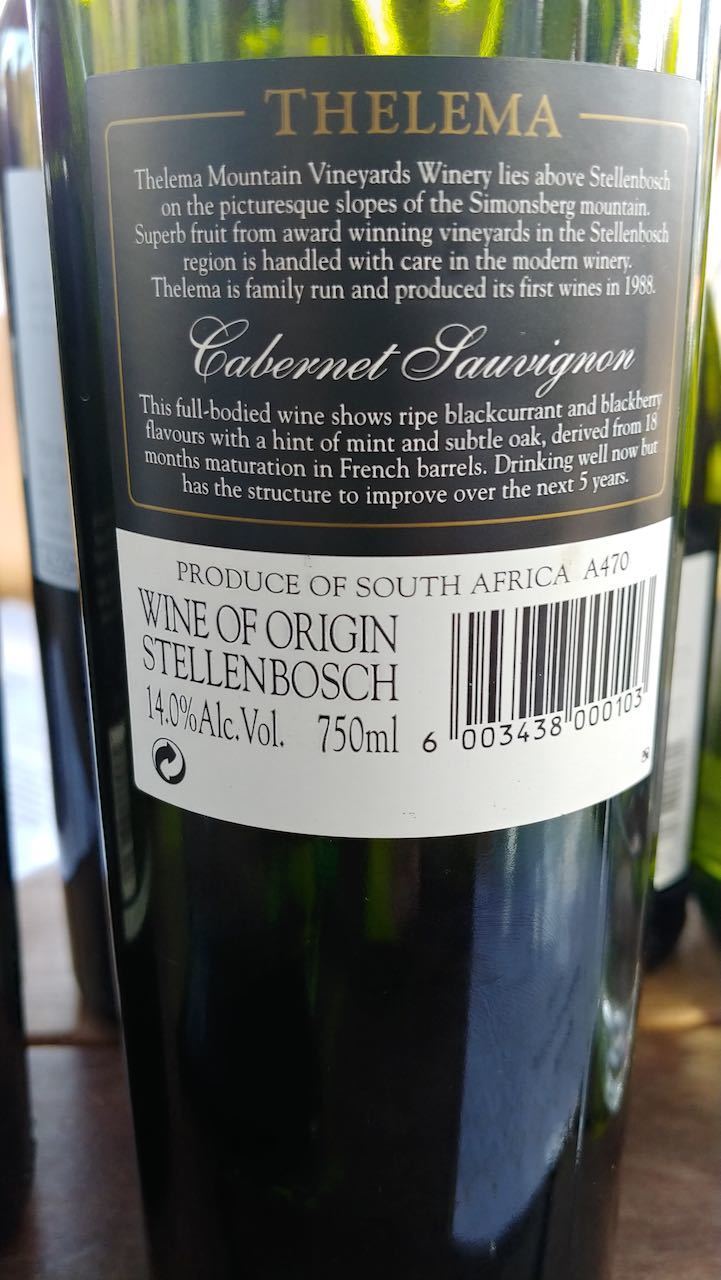 THELEMA
Thelema Mountain Vineyards Winery lies above Stellenbosch
on the picturesque slopes of the Simonsberg mountain.
Superb fruit from award winning vineyards in the Stellenbosch
region is handled with care in the modern winery.
Thelema is family run and produced its first wines in 1988.
Cabernet Sauvignon
This full-bodied wine shows ripe blackcurrant and blackberry
flavours with a hint of mint and subtle oak, derived from 18
months maturation in French barrels. Drinking well now but
has the structure to improve over the next 5 years.
PRODUCE OF SOUTH AFRICA A470
WINE OF ORIGIN
STELLENBOSCH
14.0%Alc.Vol. 750ml
6 003438 000103